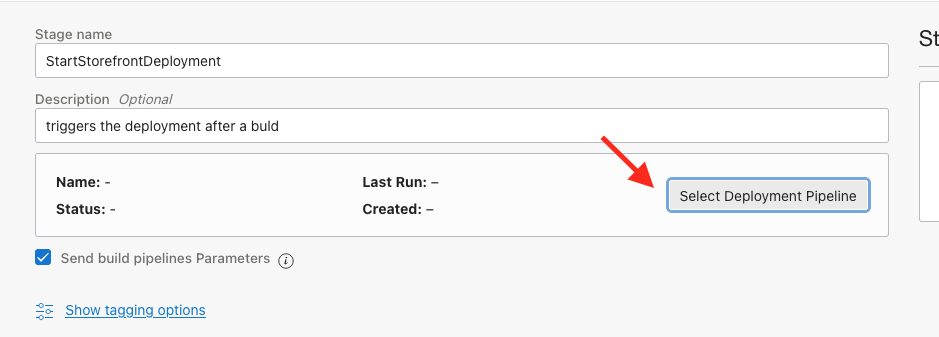 Stage name
St
StartStorefrontDeployment
Description Optional
triggers the deployment after a buld
Name: - Last Run: – Select Deployment Pipeline
Status: - Created: –
Send build pipelines Parameters i
Show tagging options